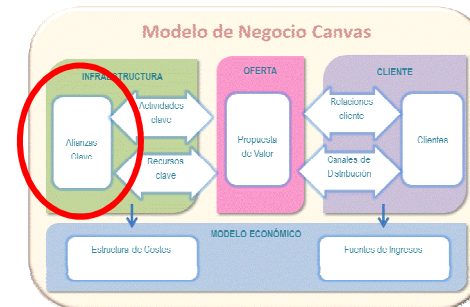 Modelo de Negocio Canvas
INFRAESTRUCTURA
OFERTA
CLIENTE
Actividades
clave
Relaciones
cliente
Alianzas
Clave
Propuesta
de Valor
Clientes
Recursos
clave
Canales de
Distribución
MODELO ECONÓMICO
Estructura de Costes
Fuentes de Ingresos